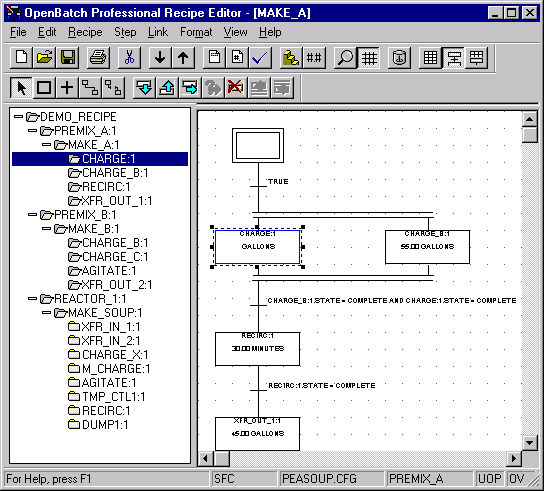 OpenBatch Professional Recipe Editor - [MAKE_A]
File Edit Recipe Step Link Format View Help
DEMO_RECIPE
PREMIX_A:1
MAKE_A:1
CHARGE:1
CHARGE_B:1
RECIRC:1
XFR_OUT_1:1
PREMIX_B:1
MAKE_B:1
CHARGE_B:1
CHARGE_C:1
AGITATE:1
XFR_OUT_2:1
REACTOR_1:1
MAKE_SOUP:1
XFR_IN_1:1
XFR_IN_2:1
CHARGE_X:1
M_CHARGE:1
AGITATE:1
TMP_CTL1:1
RECIRC:1
DUMP1:1
TRUE
CHARGE:1
GALLONS
CHARGE_B:1
55.00 GALLONS
CHARGE_B:1.STATE = COMPLETE AND CHARGE:1.STATE = COMPLETE
RECIRC:1
30.00 MINUTES
RECIRC:1.STATE = COMPLETE
XFR_OUT_1:1
45.00 GALLONS
For Help, press F1 SFC PEASOUP.CFG PREMIX_A UOP OV